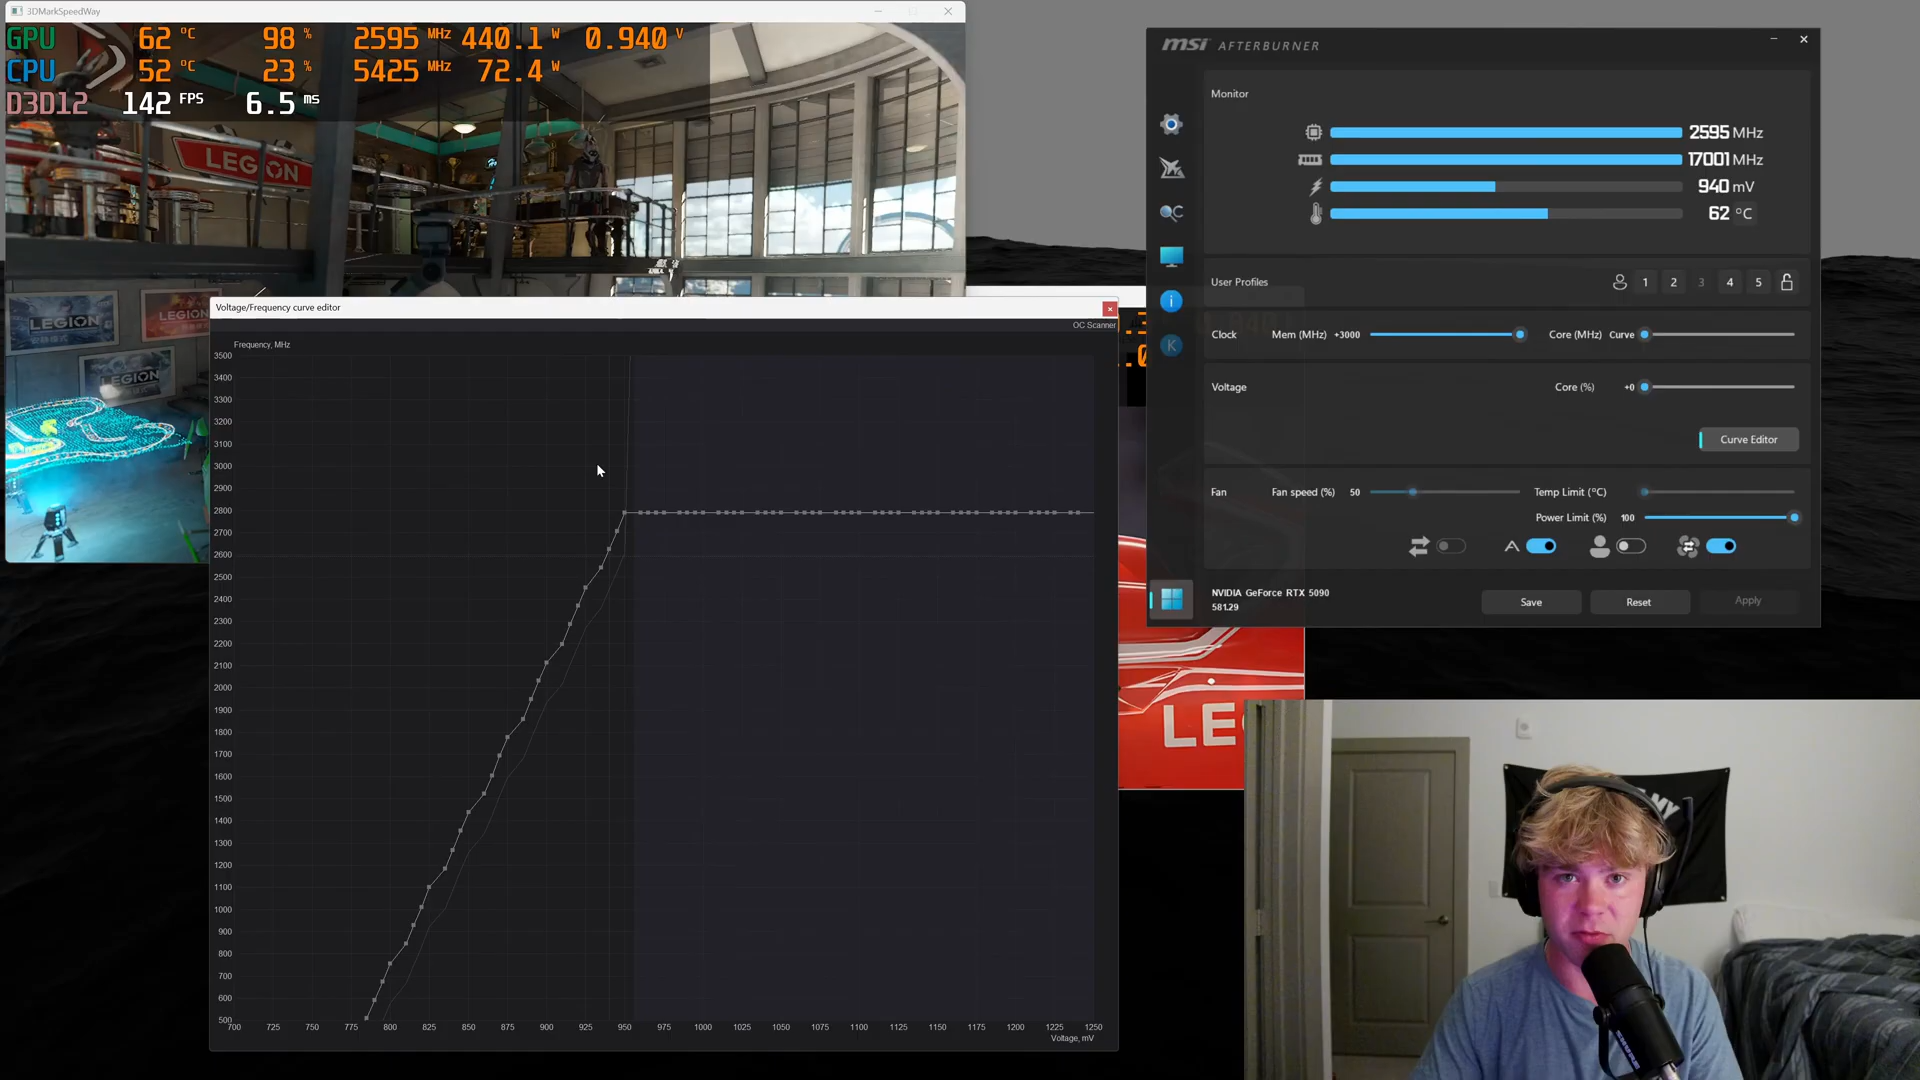 3DMarkSpeedWay
GPU 62 °C 98 % 2595 MHz 440.1 W 0.940 V
CPU 52 °C 23 % 5425 MHz 72.4 W
D3D12 142 FPS 6.5 ms
LEGION
LEGION
LEGION
LEGION
Voltage/Frequency curve editor
OC Scanner
Frequency, MHz
3500
3400
3300
3200
3100
3000
2900
2800
2700
2600
2500
2400
2300
2200
2100
2000
1900
1800
1700
1600
1500
1400
1300
1200
1100
1000
900
800
700
600
500
700 725 750 775 800 825 850 875 900 925 950 975 1000 1025 1050 1075 1100 1125 1150 1175 1200 1225 1250
Voltage, mV
msi AFTERBURNER
Monitor
2595 MHz
17001 MHz
940 mV
62 °C
User Profiles 1 2 3 4 5
Clock Mem (MHz) +3000 Core (MHz) Curve
Voltage Core (%) +0
Curve Editor
Fan Fan speed (%) 50 Temp Limit (°C)
Power Limit (%) 100
A
NVIDIA GeForce RTX 5090
581.29
Save Reset Apply
°C
i
K
LE